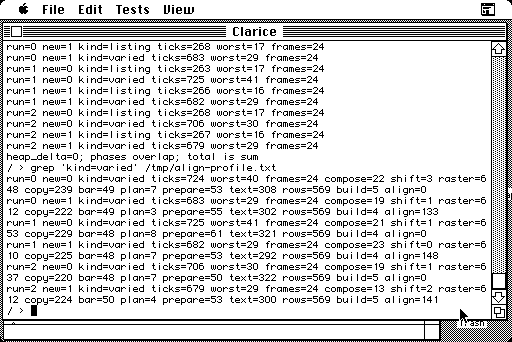 File Edit Tests View
Clarice
run=0 new=1 kind=listing ticks=268 worst=17 frames=24
run=0 new=1 kind=varied ticks=683 worst=29 frames=24
run=1 new=0 kind=listing ticks=263 worst=17 frames=24
run=1 new=0 kind=varied ticks=725 worst=41 frames=24
run=1 new=1 kind=listing ticks=266 worst=16 frames=24
run=1 new=1 kind=varied ticks=682 worst=29 frames=24
run=2 new=0 kind=listing ticks=268 worst=17 frames=24
run=2 new=0 kind=varied ticks=706 worst=30 frames=24
run=2 new=1 kind=listing ticks=267 worst=16 frames=24
run=2 new=1 kind=varied ticks=679 worst=29 frames=24
heap_delta=0; phases overlap; total is sum
/ > grep 'kind=varied' /tmp/align-profile.txt
run=0 new=0 kind=varied ticks=724 worst=40 frames=24 compose=22 shift=3 raster=6
48 copy=239 bar=49 plan=7 prepare=53 text=308 rows=569 build=5 align=0
run=0 new=1 kind=varied ticks=683 worst=29 frames=24 compose=19 shift=1 raster=6
12 copy=222 bar=49 plan=3 prepare=55 text=302 rows=569 build=4 align=133
run=1 new=0 kind=varied ticks=725 worst=41 frames=24 compose=21 shift=1 raster=6
53 copy=229 bar=48 plan=8 prepare=61 text=321 rows=569 build=4 align=0
run=1 new=1 kind=varied ticks=682 worst=29 frames=24 compose=23 shift=0 raster=6
10 copy=225 bar=48 plan=7 prepare=53 text=292 rows=569 build=4 align=148
run=2 new=0 kind=varied ticks=706 worst=30 frames=24 compose=19 shift=1 raster=6
37 copy=220 bar=43 plan=7 prepare=50 text=322 rows=569 build=5 align=0
run=2 new=1 kind=varied ticks=679 worst=29 frames=24 compose=13 shift=2 raster=6
12 copy=224 bar=50 plan=4 prepare=53 text=300 rows=569 build=5 align=141
/ >
Trash